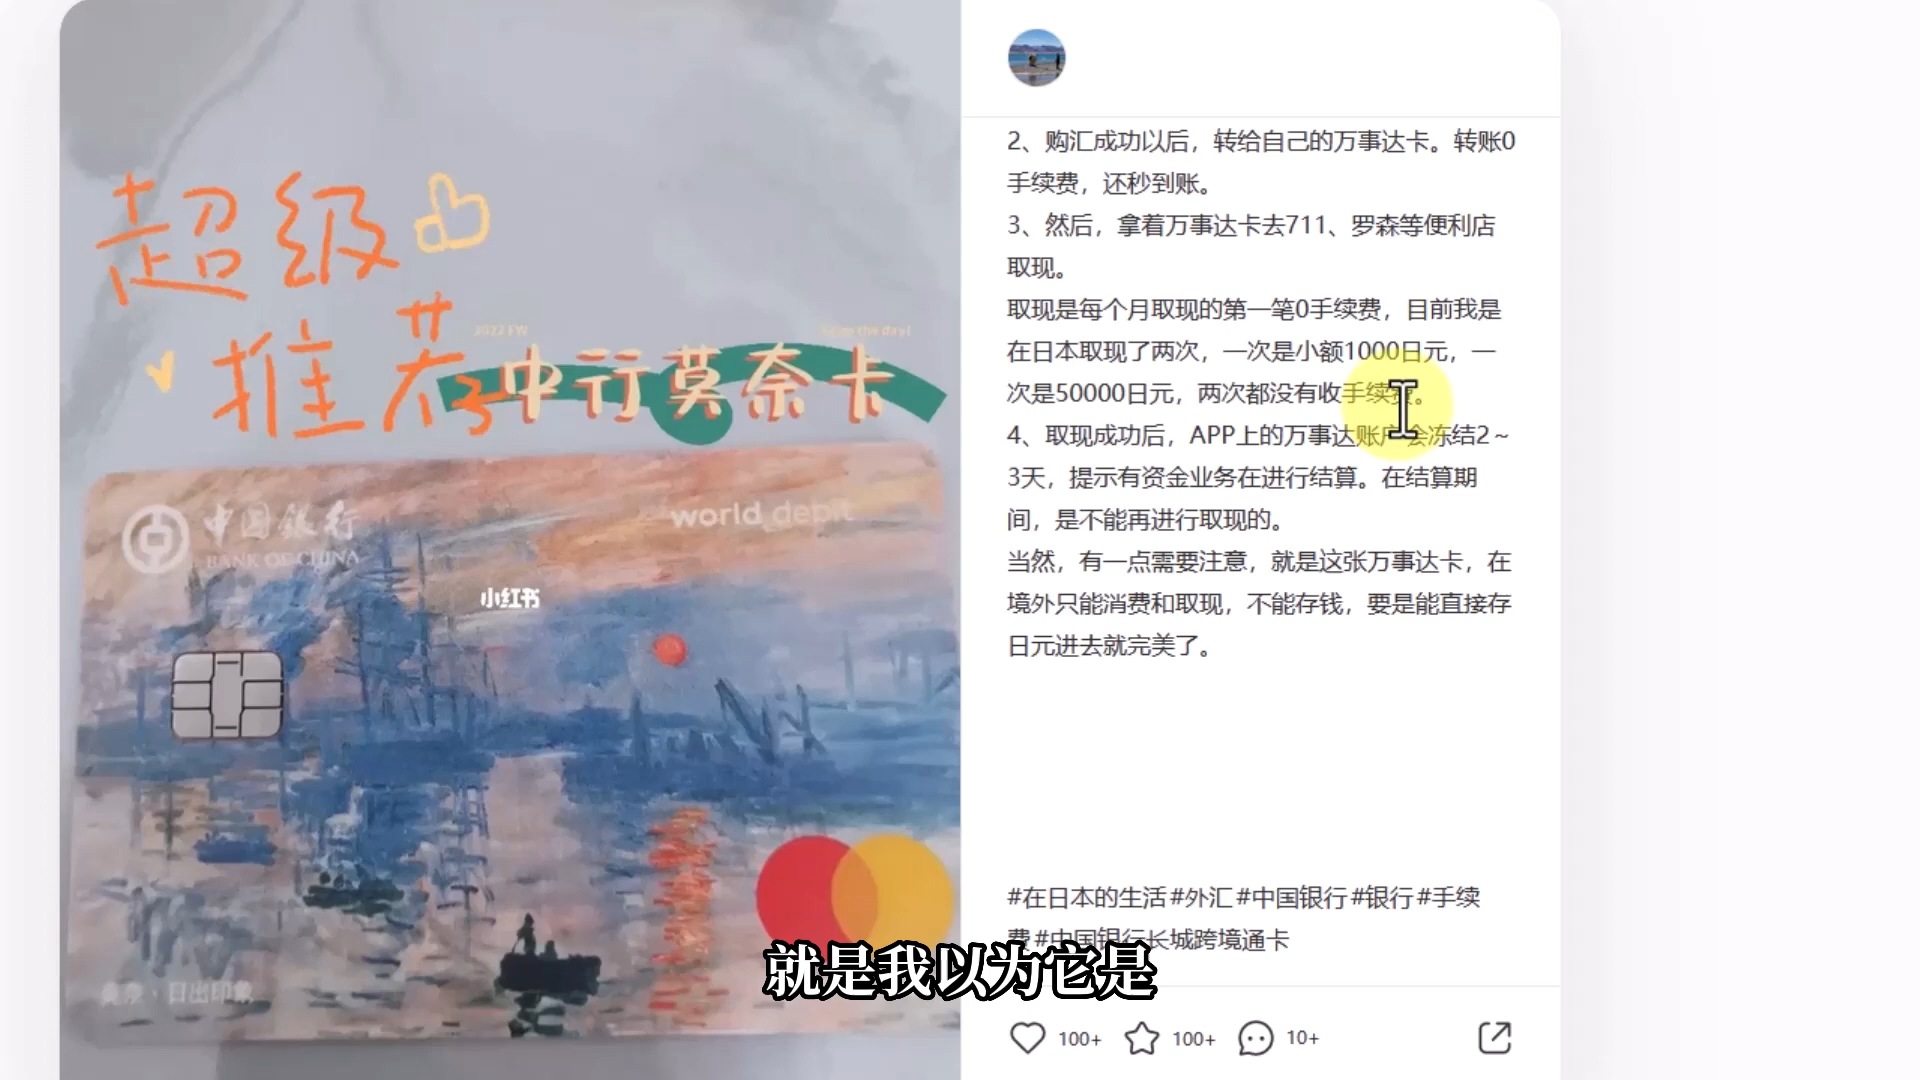 超级
推荐
2022 FW
中行莫奈卡
中国银行
BANK OF CHINA
world debit
小红书
莫奈·日出印象
2、购汇成功以后，转给自己的万事达卡。转账0
手续费，还秒到账。
3、然后，拿着万事达卡去711、罗森等便利店
取现。
取现是每个月取现的第一笔0手续费，目前我是
在日本取现了两次，一次是小额1000日元，一
次是50000日元，两次都没有收手续费。
4、取现成功后，APP上的万事达账户会冻结2～
3天，提示有资金业务在进行结算。在结算期
间，是不能再进行取现的。
当然，有一点需要注意，就是这张万事达卡，在
境外只能消费和取现，不能存钱，要是能直接存
日元进去就完美了。
#在日本的生活#外汇#中国银行#银行#手续
费#中国银行长城跨境通卡
就是我以为它是
100+
100+
10+